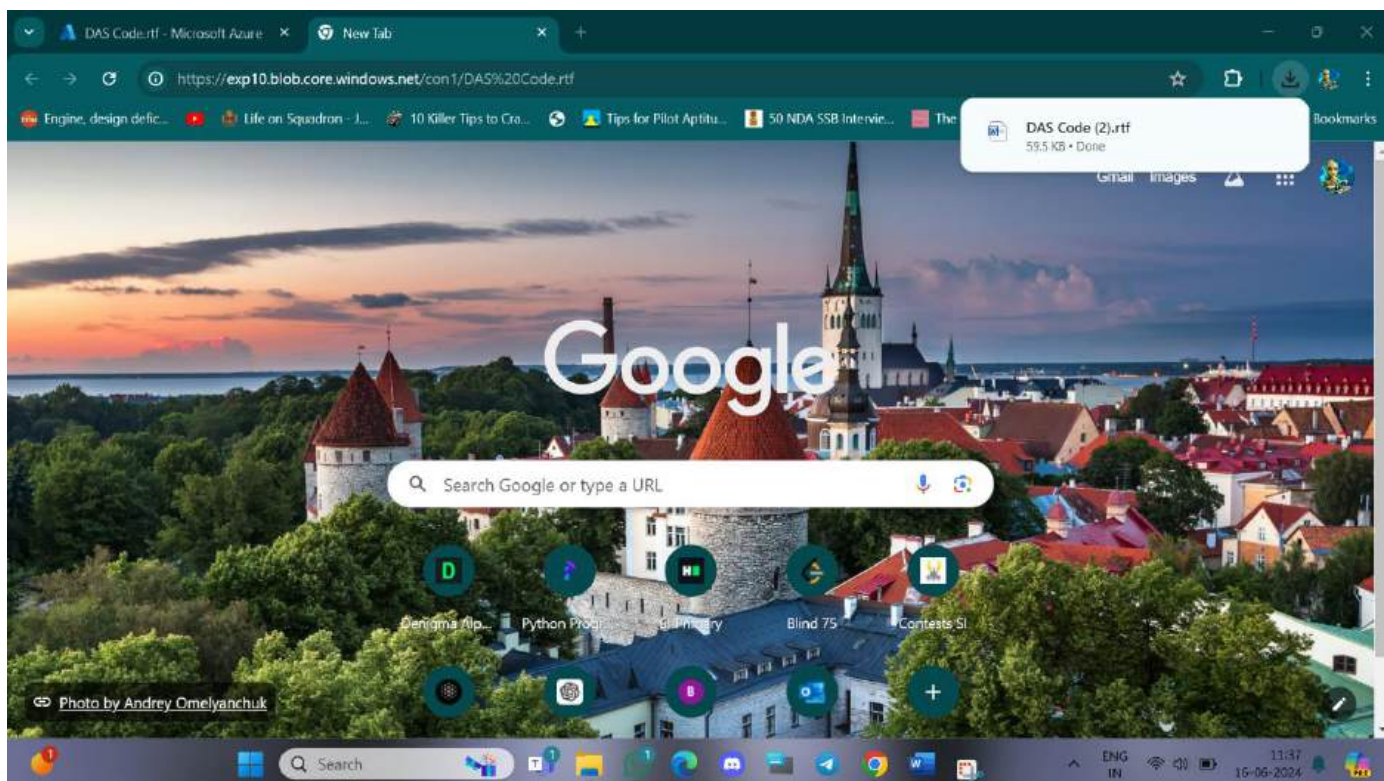 DAS Code.rtf - Microsoft Azure
New Tab
https://exp10.blob.core.windows.net/con1/DAS%20Code.rtf
Engine, design defic...
Life on Squadron - J...
10 Killer Tips to Cra...
Tips for Pilot Aptitu...
50 NDA SSB Intervie...
The
Bookmarks
DAS Code (2).rtf
59.5 KB • Done
Gmail Images
Google
Search Google or type a URL
Denigma Alp...
Python Progr...
Blind 75
Contests SI
Photo by Andrey Omelyanchuk
Search
ENG
IN
11:37
16-06-2024